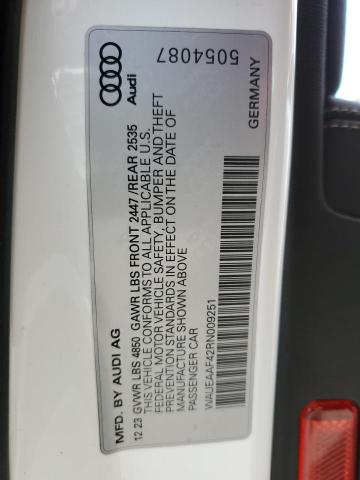 Audi
5054087
MFD. BY AUDI AG
GERMANY
12 23 GVWR LBS 4850 GAWR LBS FRONT 2447 /REAR 2535
THIS VEHICLE CONFORMS TO ALL APPLICABLE U.S.
FEDERAL MOTOR VEHICLE SAFETY, BUMPER AND THEFT
PREVENTION STANDARDS IN EFFECT ON THE DATE OF
MANUFACTURE SHOWN ABOVE
PASSENGER CAR
WAUEAAF42RN009251